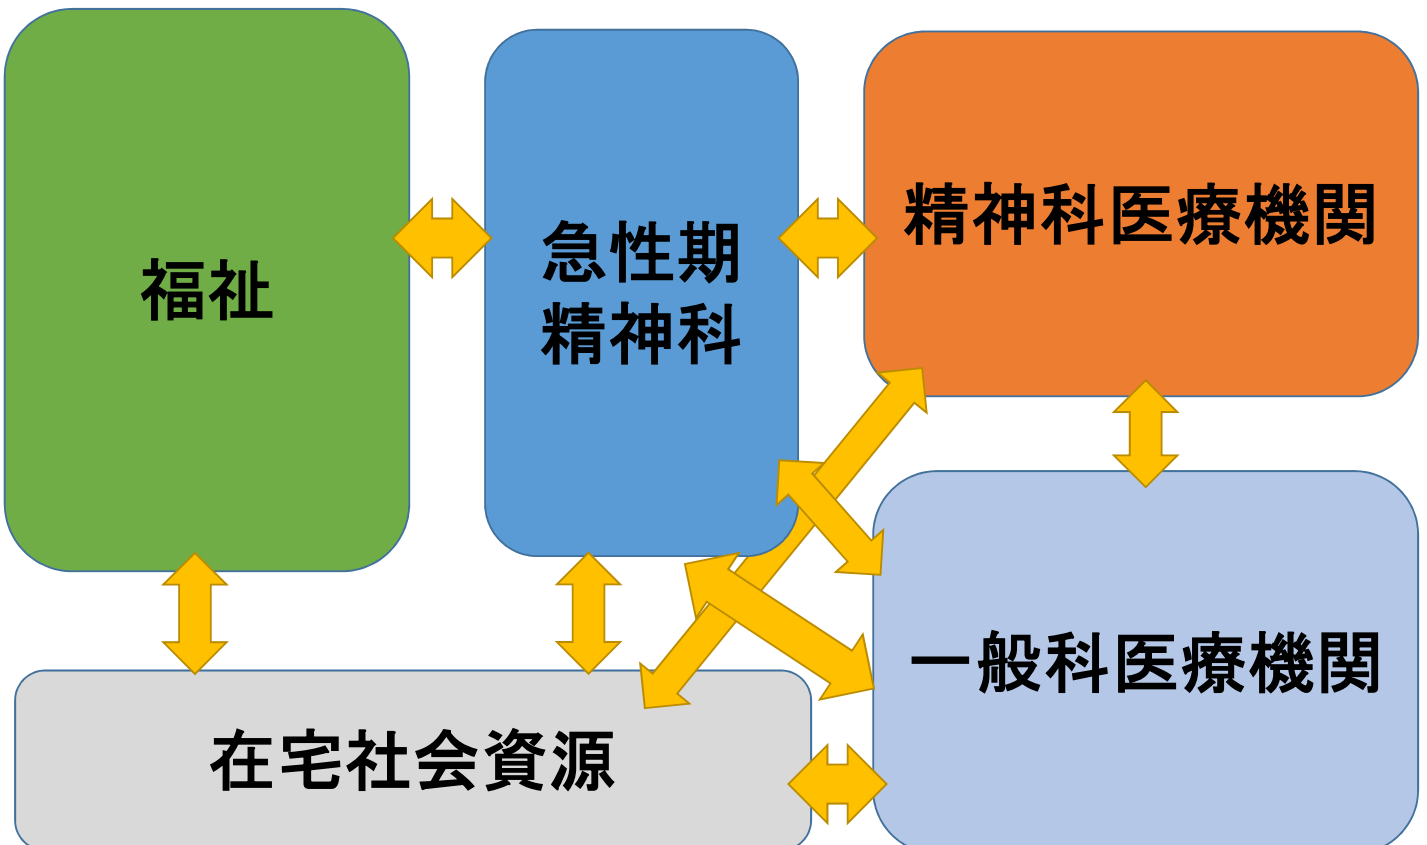 福祉
急性期
精神科
精神科医療機関
一般科医療機関
在宅社会資源